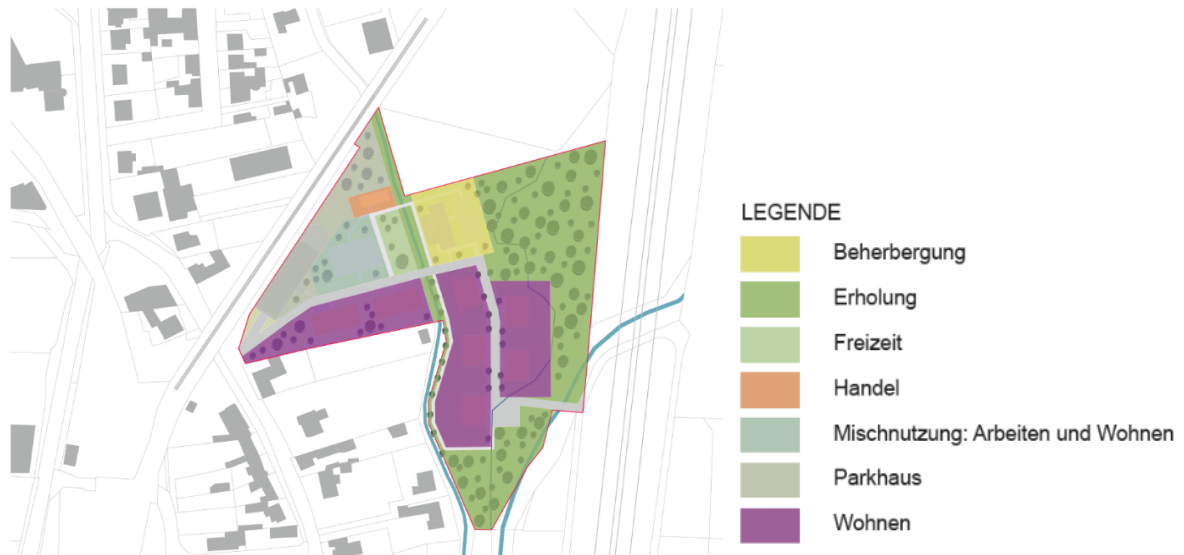 LEGENDE
Beherbergung
Erholung
Freizeit
Handel
Mischnutzung: Arbeiten und Wohnen
Parkhaus
Wohnen